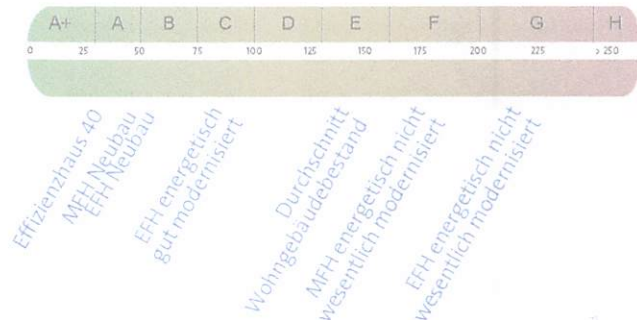 A+ A B C D E F G H
0 25 50 75 100 125 150 175 200 225 > 250
Effizienzhaus 40
MFH Neubau
EFH Neubau
EFH energetisch
gut modernisiert
Durchschnitt
Wohngebäudebestand
MFH energetisch nicht
wesentlich modernisiert
EFH energetisch nicht
wesentlich modernisiert